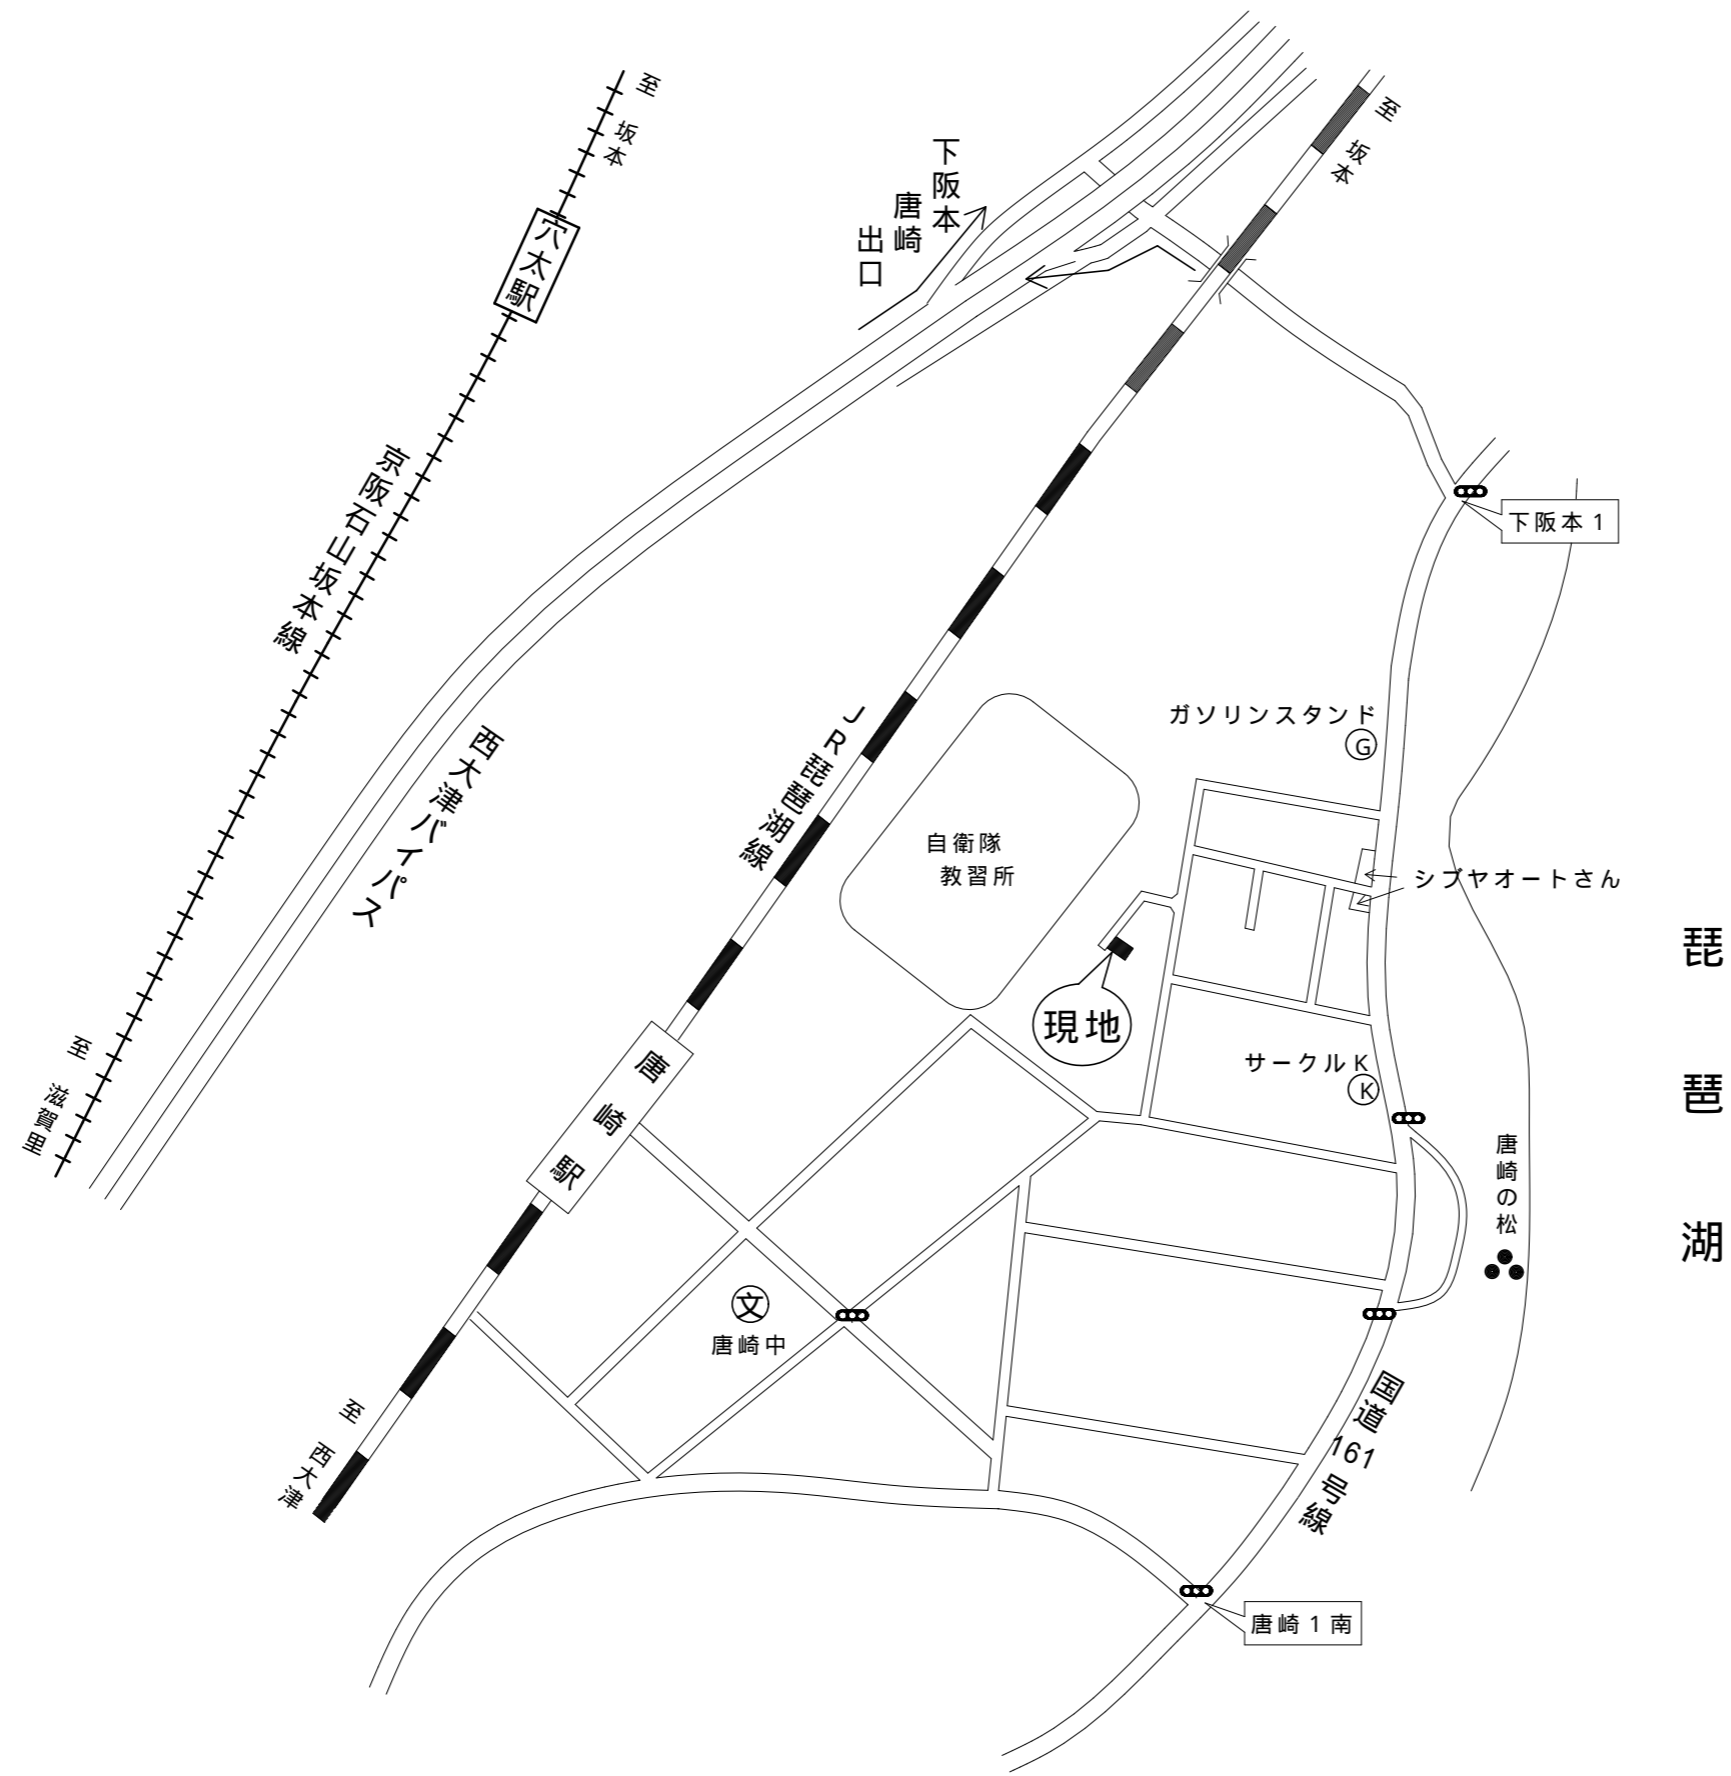 至 坂本
穴太駅
京阪石山坂本線
至 滋賀里
下阪本
唐崎
出口
至 坂本
下阪本1
西大津バイパス
JR琵琶湖線
ガソリンスタンド
G
自衛隊
教習所
シブヤオートさん
現地
サークルK
K
琵琶湖
唐崎の松
唐崎駅
文
唐崎中
至 西大津
国道161号線
唐崎1南